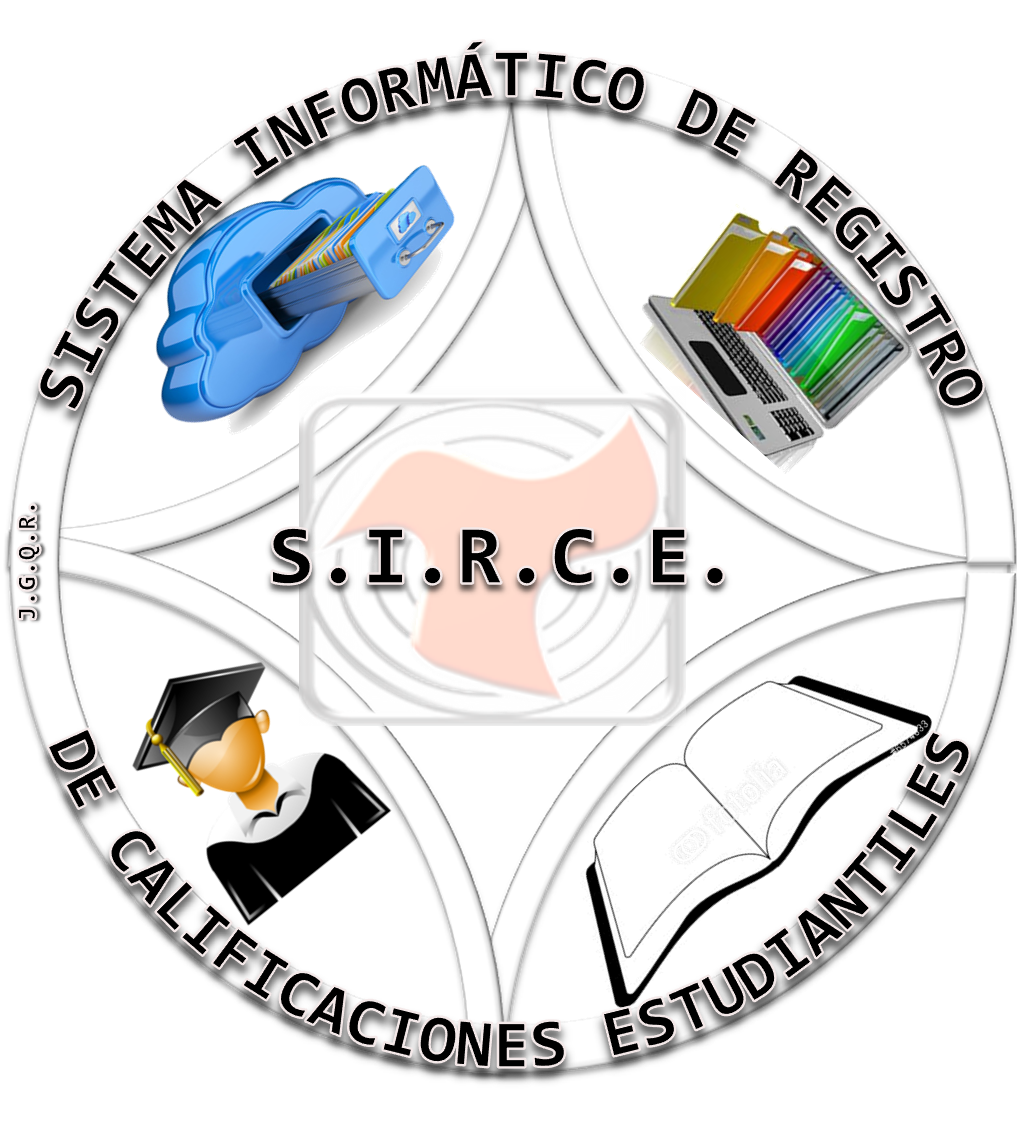 SISTEMA INFORMÁTICO DE REGISTRO
S.I.R.C.E.
J.G.Q.R.
DE CALIFICACIONES ESTUDIANTILES
fotolia